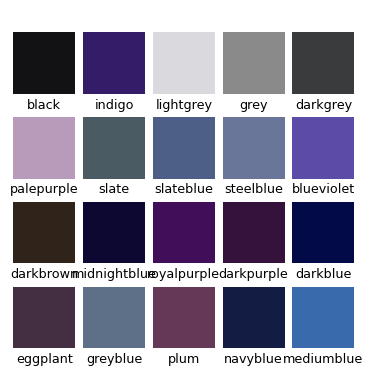 black indigo lightgrey grey darkgrey
palepurple slate slateblue steelblue blueviolet
darkbrown midnightblue royalpurple darkpurple darkblue
eggplant greyblue plum navyblue mediumblue